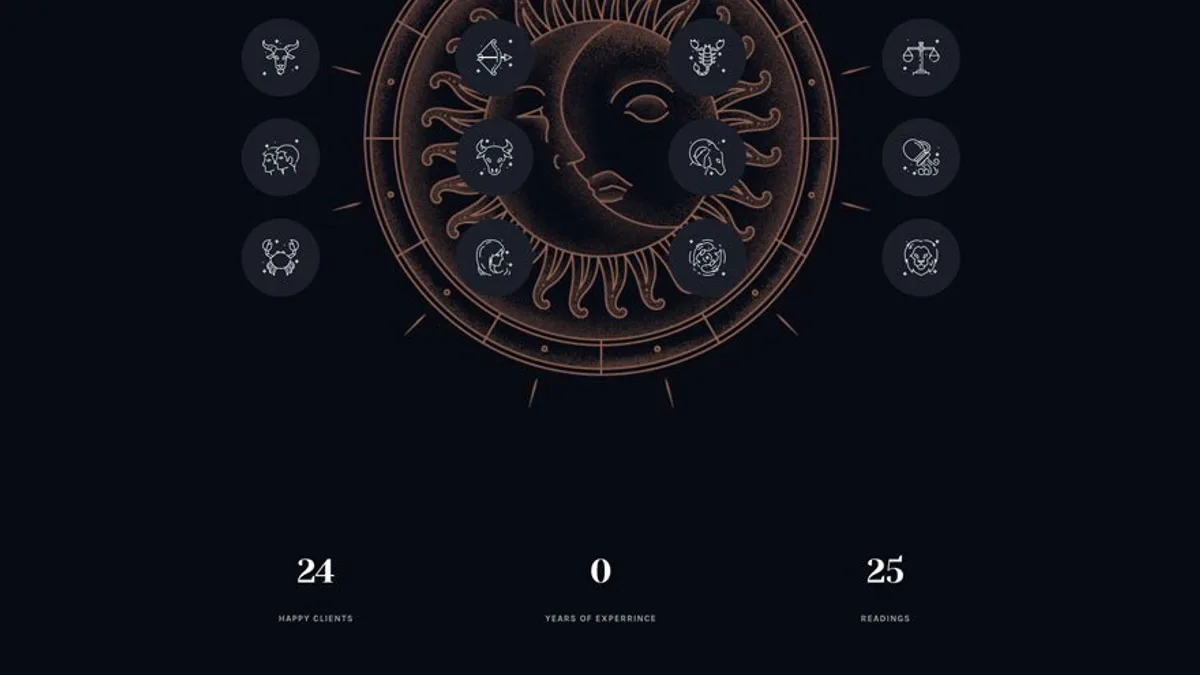 24
0
25
HAPPY CLIENTS
YEARS OF EXPERRINCE
READINGS